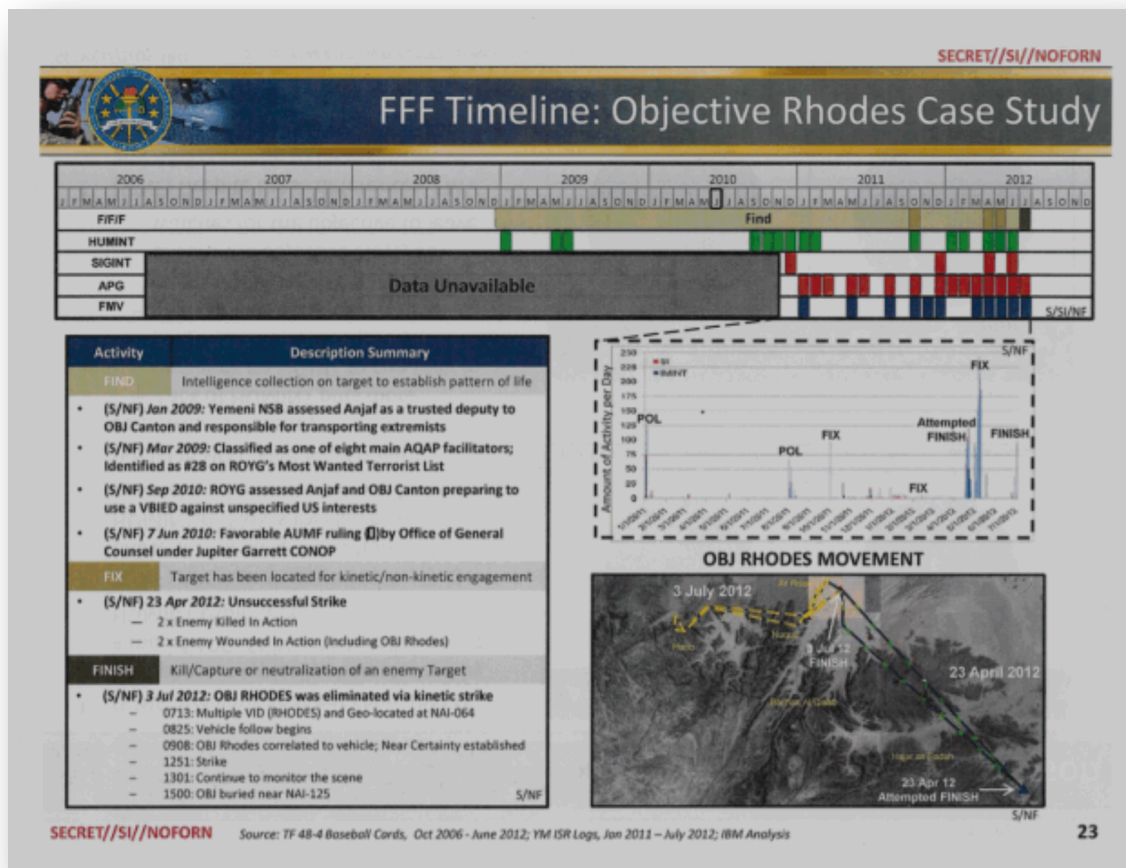 SECRET//SI//NOFORN
FFF Timeline: Objective Rhodes Case Study
2006 2007 2008 2009 2010 2011 2012
J F M A M J J A S O N D J F M A M J J A S O N D J F M A M J J A S O N D J F M A M J J A S O N D J F M A M J J A S O N D J F M A M J J A S O N D J F M A M J J A S O N D
F/F/F Find
HUMINT
SIGINT
APG Data Unavailable
FMV S/SI/NF
Activity Description Summary
FIND Intelligence collection on target to establish pattern of life
• (S/NF) Jan 2009: Yemeni NSB assessed Anjaf as a trusted deputy to
OBJ Canton and responsible for transporting extremists
• (S/NF) Mar 2009: Classified as one of eight main AQAP facilitators;
Identified as #28 on ROYG's Most Wanted Terrorist List
• (S/NF) Sep 2010: ROYG assessed Anjaf and OBJ Canton preparing to
use a VBIED against unspecified US interests
• (S/NF) 7 Jun 2010: Favorable AUMF ruling ()by Office of General
Counsel under Jupiter Garrett CONOP
FIX Target has been located for kinetic/non-kinetic engagement
• (S/NF) 23 Apr 2012: Unsuccessful Strike
— 2 x Enemy Killed In Action
— 2 x Enemy Wounded In Action (Including OBJ Rhodes)
FINISH Kill/Capture or neutralization of an enemy Target
• (S/NF) 3 Jul 2012: OBJ RHODES was eliminated via kinetic strike
– 0713: Multiple VID (RHODES) and Geo-located at NAI-064
– 0825: Vehicle follow begins
– 0908: OBJ Rhodes correlated to vehicle; Near Certainty established
– 1251: Strike
– 1301: Continue to monitor the scene
– 1500: OBJ buried near NAI-125 S/NF
S/NF
Amount of Activity per Day
250
225
200
175
150
125
100
75
50
25
0
SI
IMINT
POL
POL
FIX
FIX
Attempted
FINISH
FIX
FINISH
OBJ RHODES MOVEMENT
3 July 2012
3 Jul 12
FINISH
23 April 2012
23 Apr 12
Attempted FINISH
S/NF
SECRET//SI//NOFORN Source: TF 48-4 Baseball Cards, Oct 2006 - June 2012; YM ISR Logs, Jan 2011 – July 2012; IBM Analysis 23